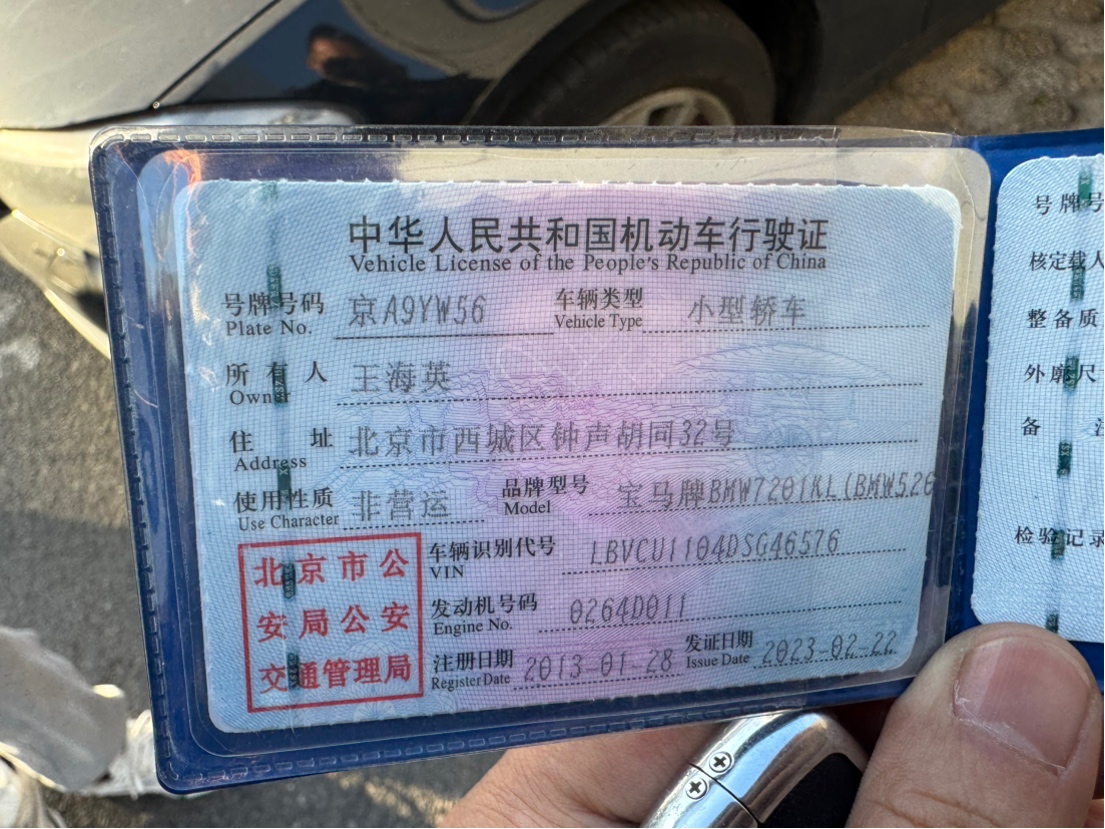 中华人民共和国机动车行驶证
Vehicle License of the People's Republic of China
号牌号码 京A9YW56 车辆类型 小型轿车
Plate No. Vehicle Type
所有人 王海英
Owner
住址 北京市西城区钟声胡同32号
Address
使用性质 非营运 品牌型号 宝马牌BMW7201KL(BMW526
Use Character Model
北京市公
安局公安
交通管理局
车辆识别代号 LBVCU1104DSG46576
VIN
发动机号码 0264D011
Engine No.
注册日期 2013-01-28 发证日期 2023-02-22
Register Date Issue Date
号牌号
核定载人
整备质
外廓尺
备注
检验记录